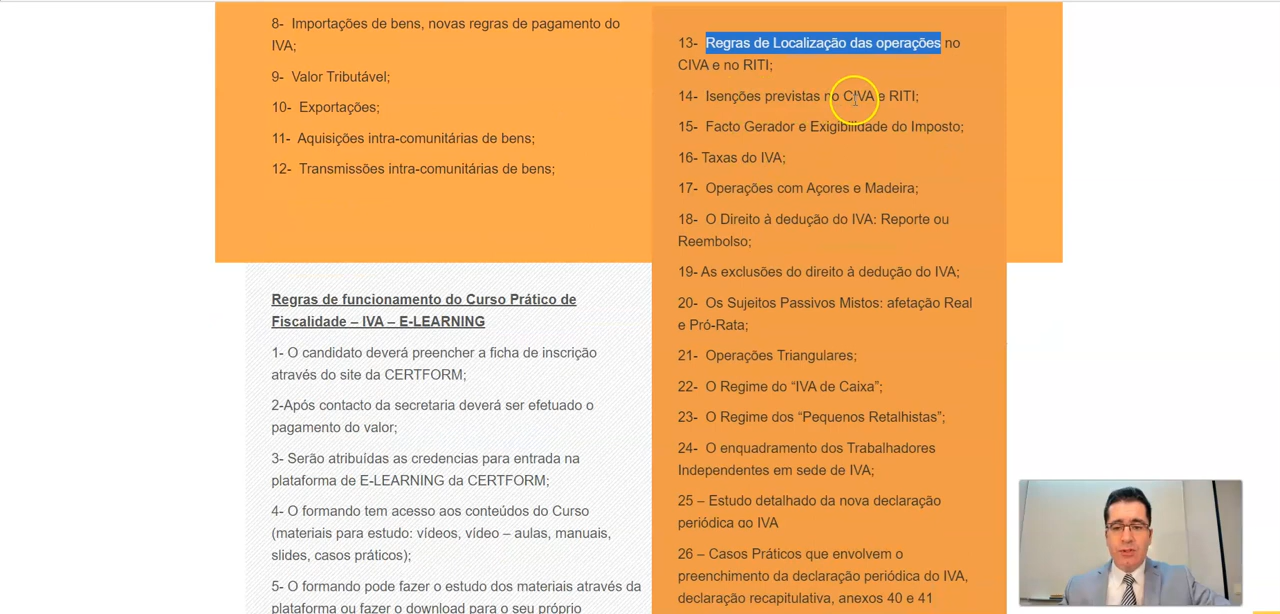 8- Importações de bens, novas regras de pagamento do
IVA;
9- Valor Tributável;
10- Exportações;
11- Aquisições intra-comunitárias de bens;
12- Transmissões intra-comunitárias de bens;
13- Regras de Localização das operações no
CIVA e no RITI;
14- Isenções previstas no CIVA e RITI;
15- Facto Gerador e Exigibilidade do Imposto;
16- Taxas do IVA;
17- Operações com Açores e Madeira;
18- O Direito à dedução do IVA: Reporte ou
Reembolso;
19- As exclusões do direito à dedução do IVA;
20- Os Sujeitos Passivos Mistos: afetação Real
e Pró-Rata;
21- Operações Triangulares;
22- O Regime do “IVA de Caixa”;
23- O Regime dos “Pequenos Retalhistas”;
24- O enquadramento dos Trabalhadores
Independentes em sede de IVA;
25 – Estudo detalhado da nova declaração
periódica do IVA
26 – Casos Práticos que envolvem o
preenchimento da declaração periódica do IVA,
declaração recapitulativa, anexos 40 e 41
Regras de funcionamento do Curso Prático de
Fiscalidade – IVA – E-LEARNING
1- O candidato deverá preencher a ficha de inscrição
através do site da CERTFORM;
2-Após contacto da secretaria deverá ser efetuado o
pagamento do valor;
3- Serão atribuídas as credencias para entrada na
plataforma de E-LEARNING da CERTFORM;
4- O formando tem acesso aos conteúdos do Curso
(materiais para estudo: vídeos, vídeo – aulas, manuais,
slides, casos práticos);
5- O formando pode fazer o estudo dos materiais através da
plataforma ou fazer o download para o seu próprio